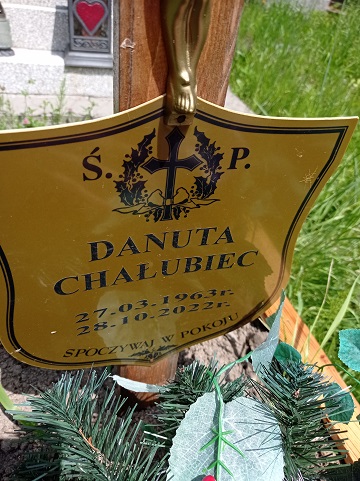 Ś. P.
DANUTA
CHAŁUBIEC
27.03.1963r.
28.10.2022r.
SPOCZYWAJ W POKOJU